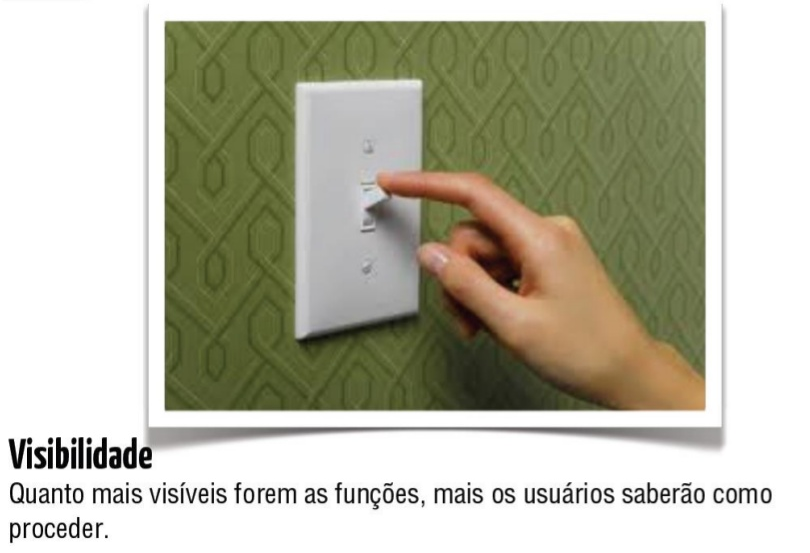 Visibilidade
Quanto mais visíveis forem as funções, mais os usuários saberão como
proceder.